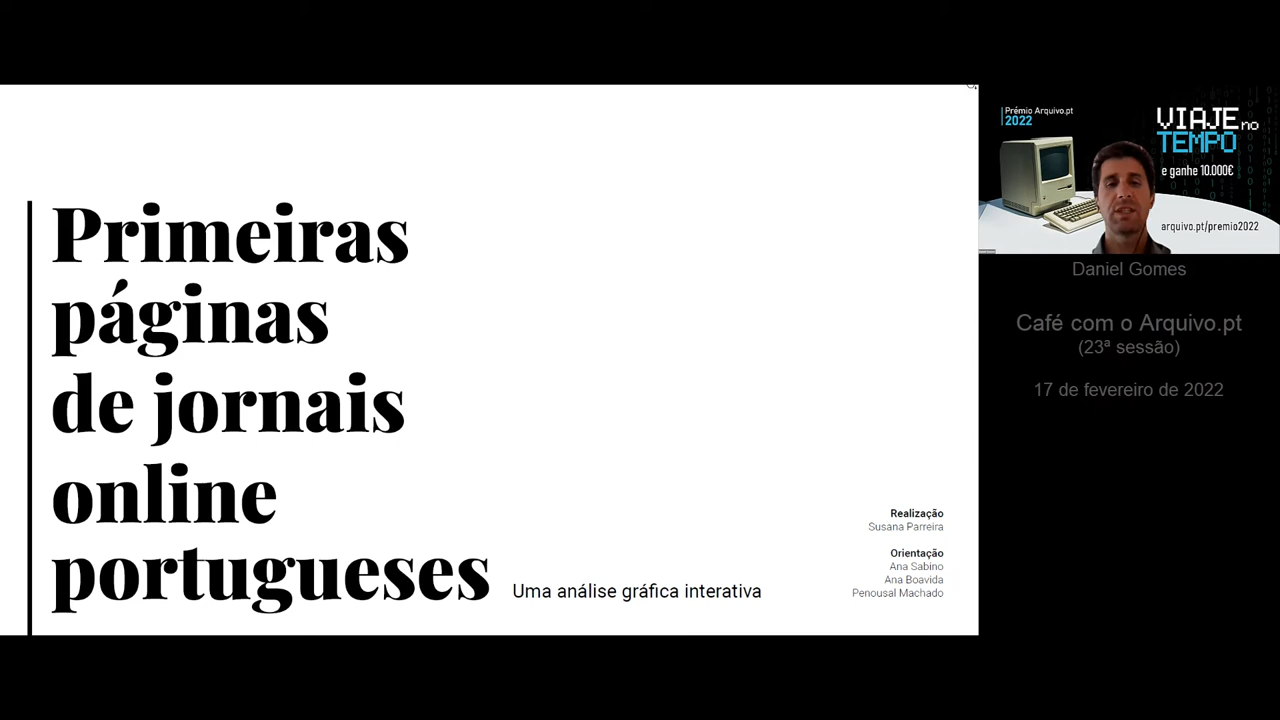 Primeiras
páginas
de jornais
online
portugueses
Uma análise gráfica interativa
Realização
Susana Parreira
Orientação
Ana Sabino
Ana Boavida
Penousal Machado
Prémio Arquivo.pt
2022
VIAJE no
TEMPO
e ganhe 10.000€
arquivo.pt/premio2022
Daniel Gomes
Café com o Arquivo.pt
(23ª sessão)
17 de fevereiro de 2022